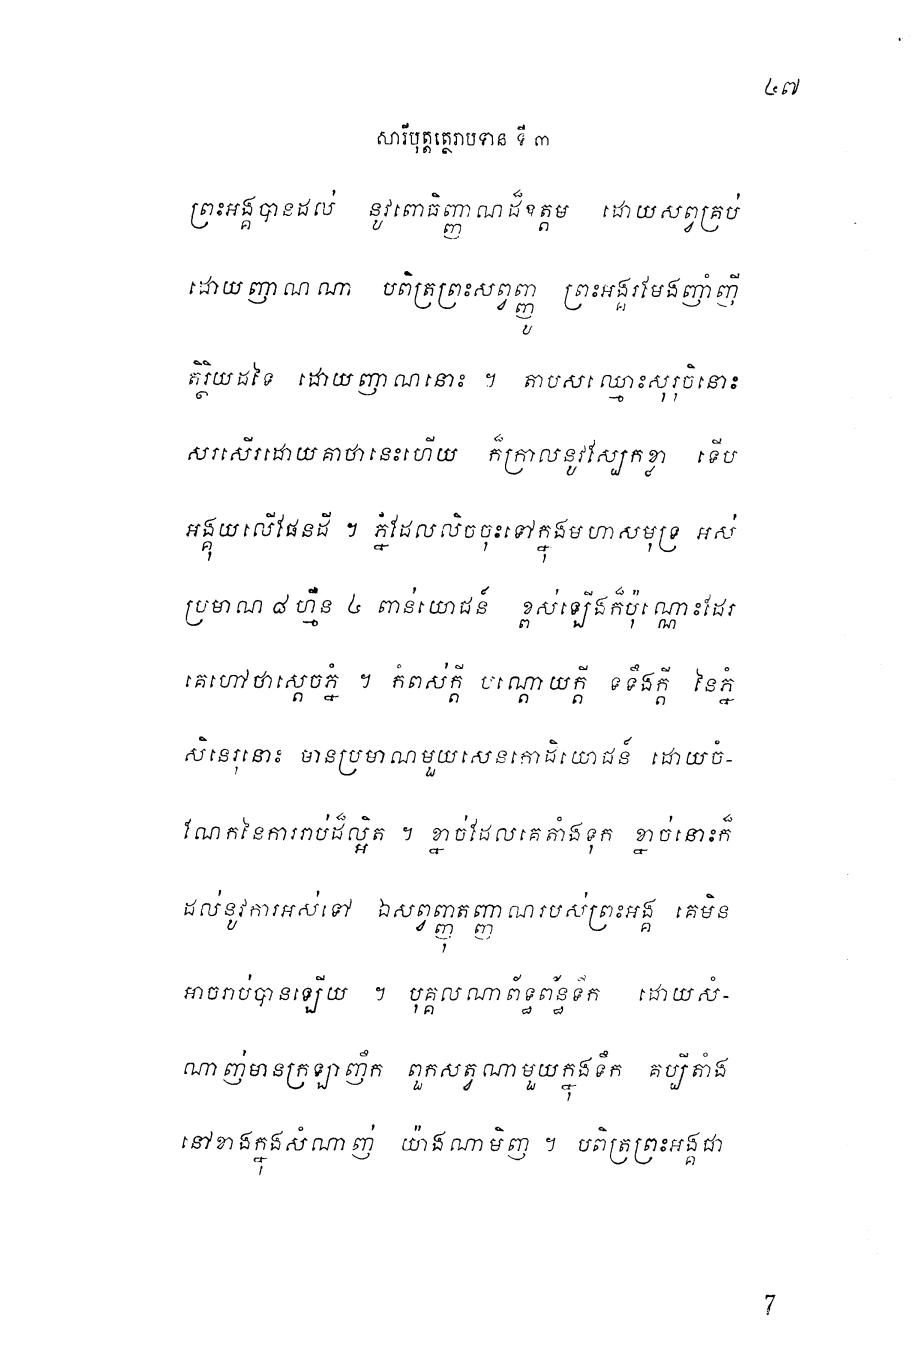 ៤៧
សារីបុត្តត្ថេរាបទាន ទី ៣
ព្រះអង្គបានដល់ នូវពោធិញ្ញាណដ៏ឧត្តម ដោយសព្វគ្រប់
ដោយញាណណា បពិត្រព្រះសព្វញ្ញូ ព្រះអង្គរមែងញាំញី
តិរ្ថិយដទៃ ដោយញាណនោះ ។ តាបសឈ្មោះសុរុចិនោះ
សរសើរដោយគាថានេះហើយ ក៏ក្រាលនូវស្បែកខ្លា ទើប
អង្គុយលើផែនដី ។ ភ្នំដែលលិចចុះទៅក្នុងមហាសមុទ្រ អស់
ប្រមាណ ៨ ហ្មឺន ៤ ពាន់យោជន៍ ខ្ពស់ឡើងក៏ប៉ុណ្ណោះដែរ
គេហៅថាស្តេចភ្នំ ។ កំពស់ក្តី បណ្តោយក្តី ទទឹងក្តី នៃភ្នំ
សិនេរុនោះ មានប្រមាណមួយសេនកោដិយោជន៍ ដោយចំ-
ណែកនៃការរាប់ដ៏ល្អិត ។ ខ្នាច់ដែលគេតាំងទុក ខ្នាច់នោះក៏
ដល់នូវការអស់ទៅ ឯសព្វញ្ញុតញ្ញាណរបស់ព្រះអង្គ គេមិន
អាចរាប់បានឡើយ ។ បុគ្គលណាព័ទ្ធពន្ធ័ទឹក ដោយសំ-
ណាញ់មានក្រឡាញឹក ពួកសត្វណាមួយក្នុងទឹក គប្បីតាំង
នៅខាងក្នុងសំណាញ់ យ៉ាងណាមិញ ។ បពិត្រព្រះអង្គជា
7